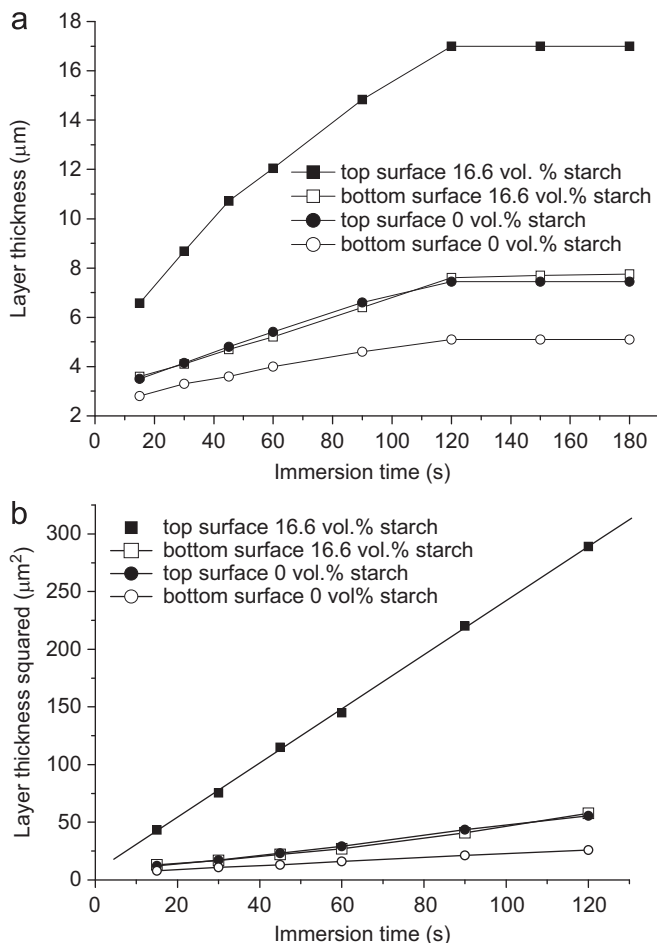 a
18
16
14
12
10
8
6
4
2
Layer thickness (μm)
top surface 16.6 vol. % starch
bottom surface 16.6 vol.% starch
top surface 0 vol.% starch
bottom surface 0 vol.% starch
0 20 40 60 80 100 120 140 160 180
Immersion time (s)
b
300
250
200
150
100
50
0
Layer thickness squared (μm²)
top surface 16.6 vol.% starch
bottom surface 16.6 vol.% starch
top surface 0 vol.% starch
bottom surface 0 vol% starch
0 20 40 60 80 100 120
Immersion time (s)